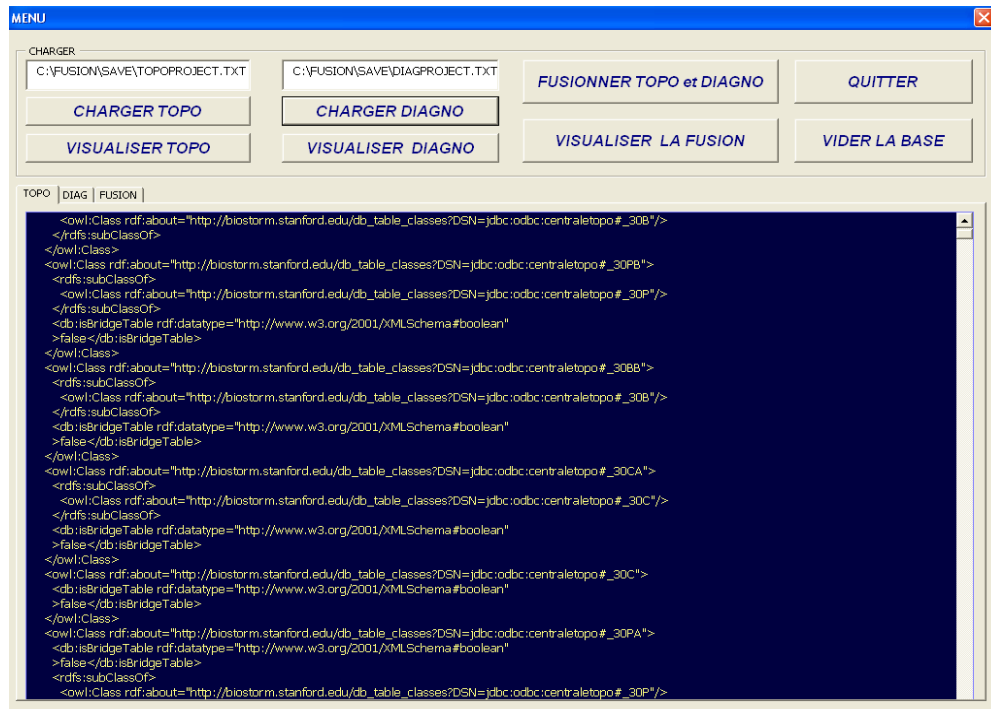 MENU
CHARGER
C:\FUSION\SAVE\TOPOPROJECT.TXT
C:\FUSION\SAVE\DIAGPROJECT.TXT
FUSIONNER TOPO et DIAGNO
QUITTER
CHARGER TOPO
CHARGER DIAGNO
VISUALISER TOPO
VISUALISER DIAGNO
VISUALISER LA FUSION
VIDER LA BASE
TOPO
DIAG
FUSION
<owl:Class rdf:about="http://biostorm.stanford.edu/db_table_classes?DSN=jdbc:odbc:centraletopo#_30B"/>
</rdfs:subClassOf>
</owl:Class>
<owl:Class rdf:about="http://biostorm.stanford.edu/db_table_classes?DSN=jdbc:odbc:centraletopo#_30PB">
<rdfs:subClassOf>
<owl:Class rdf:about="http://biostorm.stanford.edu/db_table_classes?DSN=jdbc:odbc:centraletopo#_30P"/>
</rdfs:subClassOf>
<db:isBridgeTable rdf:datatype="http://www.w3.org/2001/XMLSchema#boolean"
>false</db:isBridgeTable>
</owl:Class>
<owl:Class rdf:about="http://biostorm.stanford.edu/db_table_classes?DSN=jdbc:odbc:centraletopo#_30BB">
<rdfs:subClassOf>
<owl:Class rdf:about="http://biostorm.stanford.edu/db_table_classes?DSN=jdbc:odbc:centraletopo#_30B"/>
</rdfs:subClassOf>
<db:isBridgeTable rdf:datatype="http://www.w3.org/2001/XMLSchema#boolean"
>false</db:isBridgeTable>
</owl:Class>
<owl:Class rdf:about="http://biostorm.stanford.edu/db_table_classes?DSN=jdbc:odbc:centraletopo#_30CA">
<rdfs:subClassOf>
<owl:Class rdf:about="http://biostorm.stanford.edu/db_table_classes?DSN=jdbc:odbc:centraletopo#_30C"/>
</rdfs:subClassOf>
<db:isBridgeTable rdf:datatype="http://www.w3.org/2001/XMLSchema#boolean"
>false</db:isBridgeTable>
</owl:Class>
<owl:Class rdf:about="http://biostorm.stanford.edu/db_table_classes?DSN=jdbc:odbc:centraletopo#_30C">
<db:isBridgeTable rdf:datatype="http://www.w3.org/2001/XMLSchema#boolean"
>false</db:isBridgeTable>
</owl:Class>
<owl:Class rdf:about="http://biostorm.stanford.edu/db_table_classes?DSN=jdbc:odbc:centraletopo#_30PA">
<db:isBridgeTable rdf:datatype="http://www.w3.org/2001/XMLSchema#boolean"
>false</db:isBridgeTable>
<rdfs:subClassOf>
<owl:Class rdf:about="http://biostorm.stanford.edu/db_table_classes?DSN=jdbc:odbc:centraletopo#_30P"/>